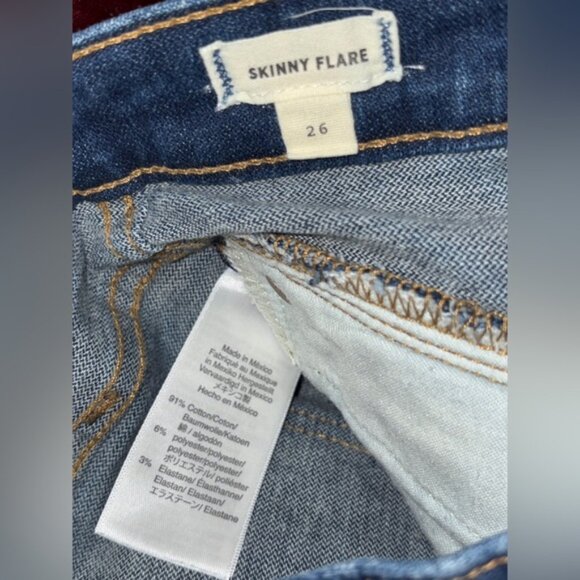 SKINNY FLARE
26
Made in México
Fabriqué au Mexique
in Mexiko Hergestellt
Vervaardigd in Mexico
メキシコ製
Hecho en México
91% Cotton/Coton/
Baumwolle/Katoen
綿 / algodón
6% polyester/polyester/
polyester/polyester/
ポリエステル/ poliéster
3% Elastane/ Élasthanne/
Elastan/ Elastaan/
エラステーン/ Elastane